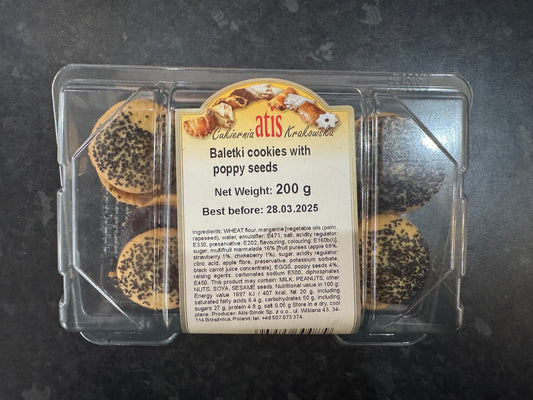 atis
Cukiernia Krakowska
Baletki cookies with
poppy seeds
Net Weight: 200 g
Best before: 28.03.2025
Ingredients: WHEAT flour, margarine [vegetable oils (palm,
rapeseed), water, emulsifier: E471, salt, acidity regulator:
E330, preservative: E202, flavouring, colouring: E160b(i)],
sugar, multifruit marmalade 16% [fruit purees (apple 68%,
strawberry 1%, chokeberry 1%), sugar, acidity regulator:
citric acid, apple fibre, preservative: potassium sorbate,
black carrot juice concentrate], EGGS, poppy seeds 4%,
raising agents: carbonates sodium E500, diphosphates
E450. This product may contain: MILK, PEANUTS, other
NUTS, SOYA, SESAME seeds. Nutritional value in 100 g:
Energy value 1697 kJ / 407 kcal, fat 20 g, including
saturated fatty acids 6.4 g, carbohydrates 50 g, including
sugars 27 g, protein 4.6 g, salt 0.05 g Store in a dry, cool
place. Producer: Atis-Smok Sp. z o.o., ul. Wiślana 43, 34-
114 Brzeźnica, Poland, tel. +48 507 073 374.